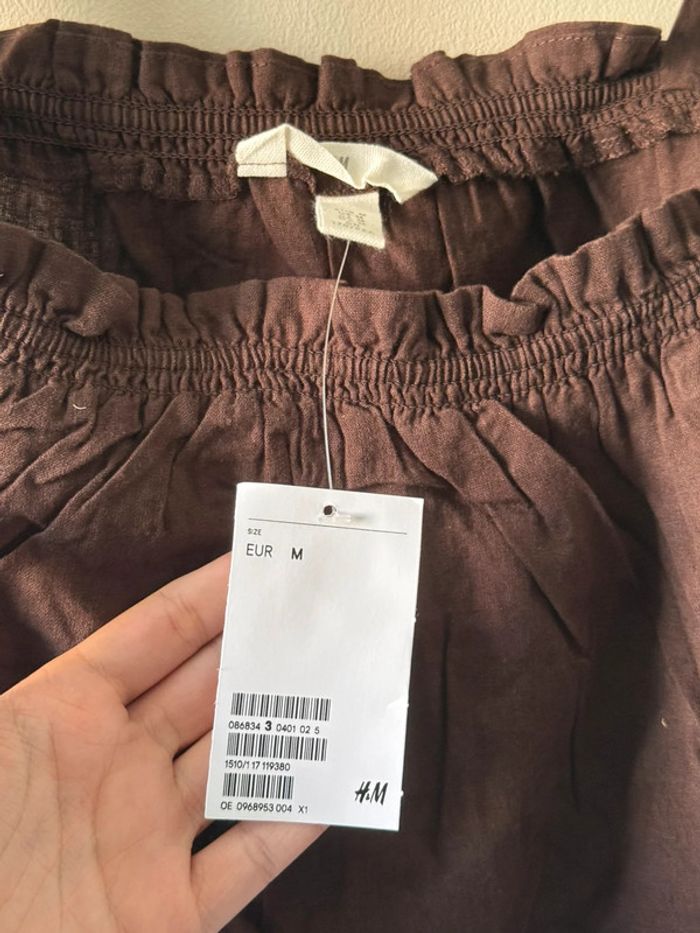 M
SIZE
EUR M
086834 3 0401 02 5
1510/1 17 119380
OE 0968953 004 X1
H&M